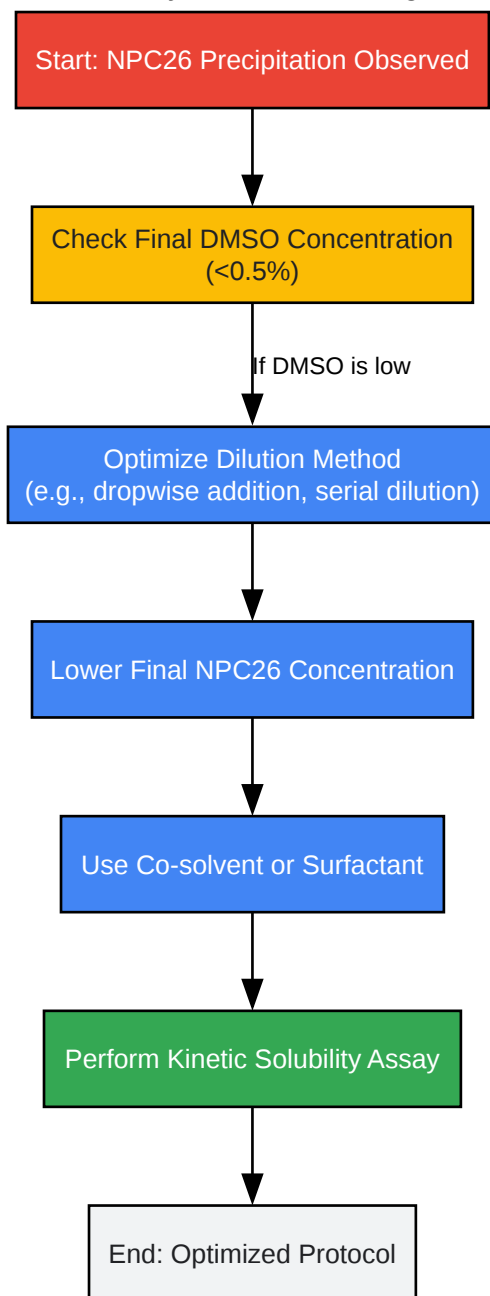 Start: NPC26 Precipitation Observed
Check Final DMSO Concentration
(<0.5%)
If DMSO is low
Optimize Dilution Method
(e.g., dropwise addition, serial dilution)
Lower Final NPC26 Concentration
Use Co-solvent or Surfactant
Perform Kinetic Solubility Assay
End: Optimized Protocol